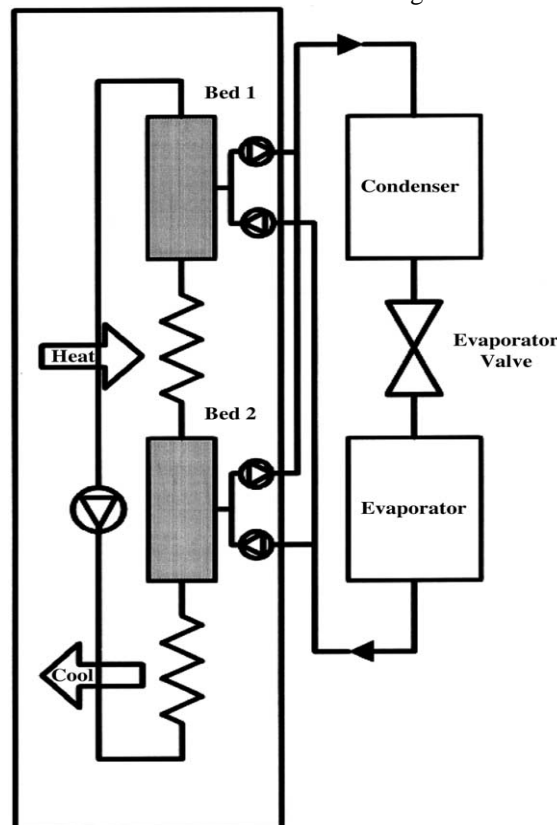 Bed 1
Condenser
Heat
Evaporator
Valve
Bed 2
Evaporator
Cool